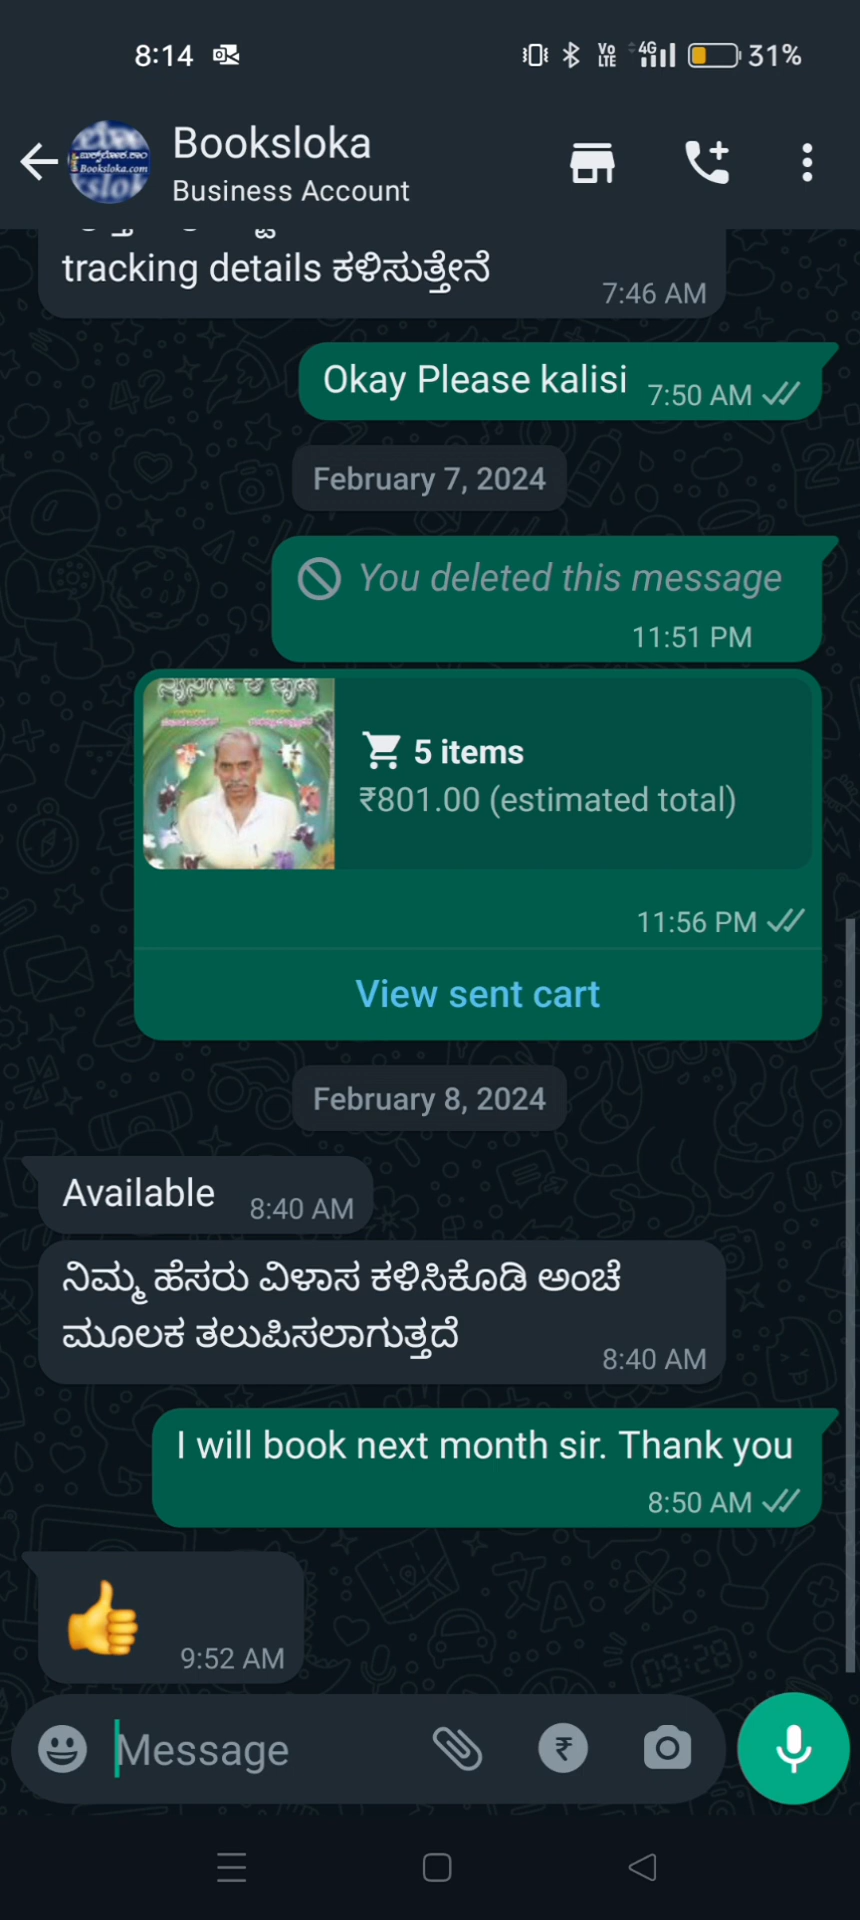 8:14
Vo LTE 4G 31%
Booksloka
Business Account
tracking details ಕಳಿಸುತ್ತೇನೆ
7:46 AM
Okay Please kalisi
7:50 AM
February 7, 2024
You deleted this message
11:51 PM
5 items
₹801.00 (estimated total)
11:56 PM
View sent cart
February 8, 2024
Available
8:40 AM
ನಿಮ್ಮ ಹೆಸರು ವಿಳಾಸ ಕಳಿಸಿಕೊಡಿ ಅಂಚೆ
ಮೂಲಕ ತಲುಪಿಸಲಾಗುತ್ತದೆ
8:40 AM
I will book next month sir. Thank you
8:50 AM
9:52 AM
Message